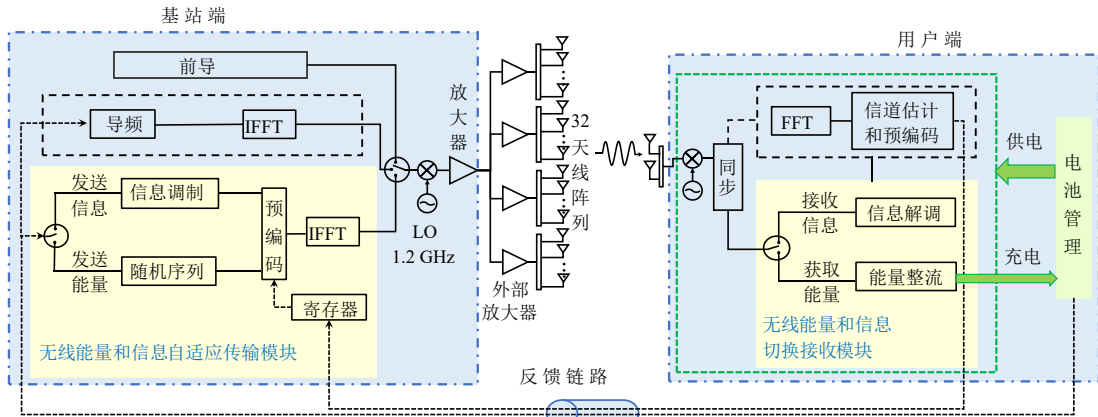 基站端
前导
导频
IFFT
发送
信息
信息调制
发送
能量
随机序列
预编码
IFFT
寄存器
无线能量和信息自适应传输模块
放大器
LO
1.2 GHz
外部
放大器
32
天线阵列
反馈链路
用户端
同步
FFT
信道估计
和预编码
接收
信息
信息解调
获取
能量
能量整流
无线能量和信息
切换接收模块
供电
充电
电池管理